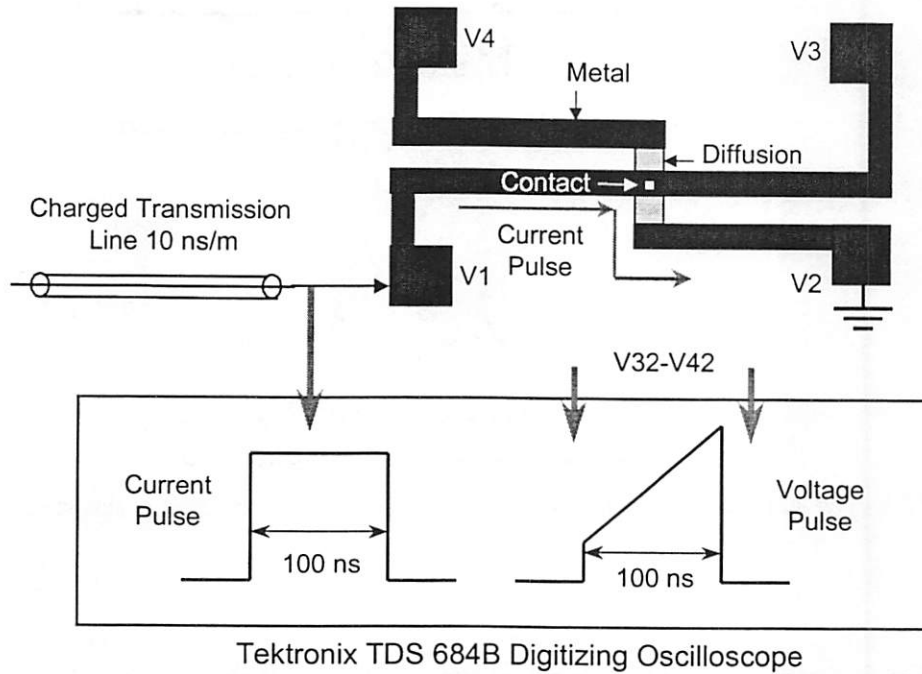 V4
V3
Metal
Diffusion
Contact
Charged Transmission
Line 10 ns/m
Current
Pulse
V1
V2
V32-V42
Current
Pulse
100 ns
100 ns
Voltage
Pulse
Tektronix TDS 684B Digitizing Oscilloscope